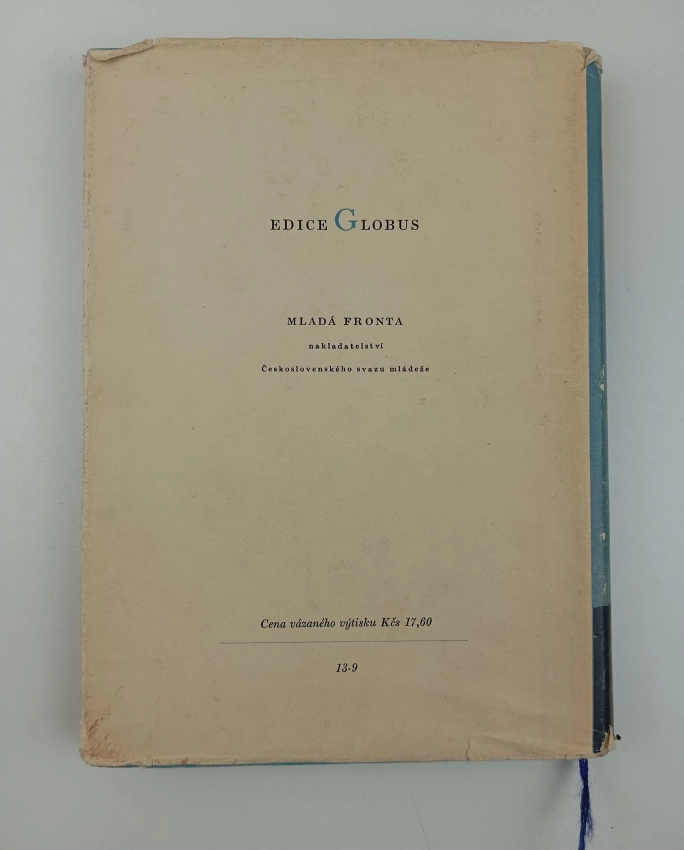 EDICE GLOBUS
MLADÁ FRONTA
nakladatelství
Československého svazu mládeže
Cena vázaného výtisku Kčs 17,60
13-9